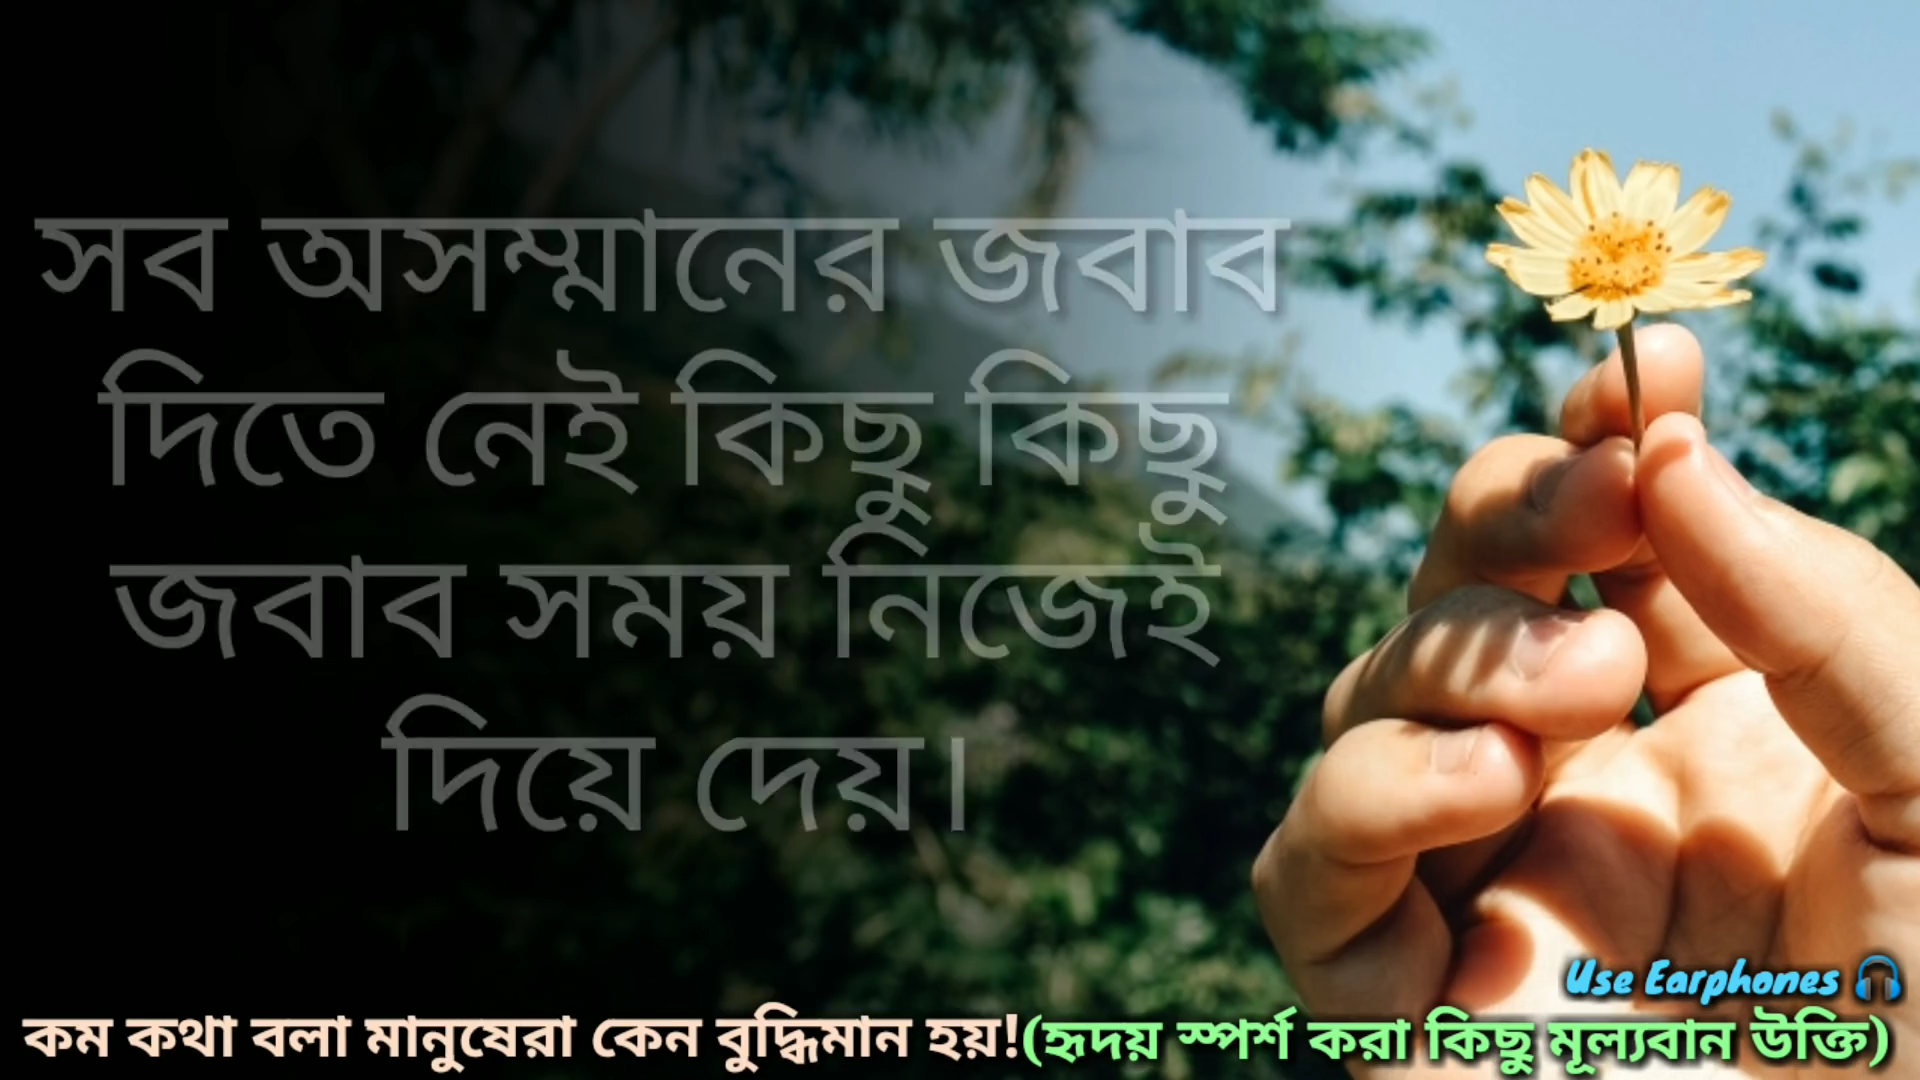 সব অসম্মানের জবাব
দিতে নেই কিছু কিছু
জবাব সময় নিজেই
দিয়ে দেয়।
Use Earphones 🎧
কম কথা বলা মানুষেরা কেন বুদ্ধিমান হয়!(হৃদয় স্পর্শ করা কিছু মূল্যবান উক্তি)